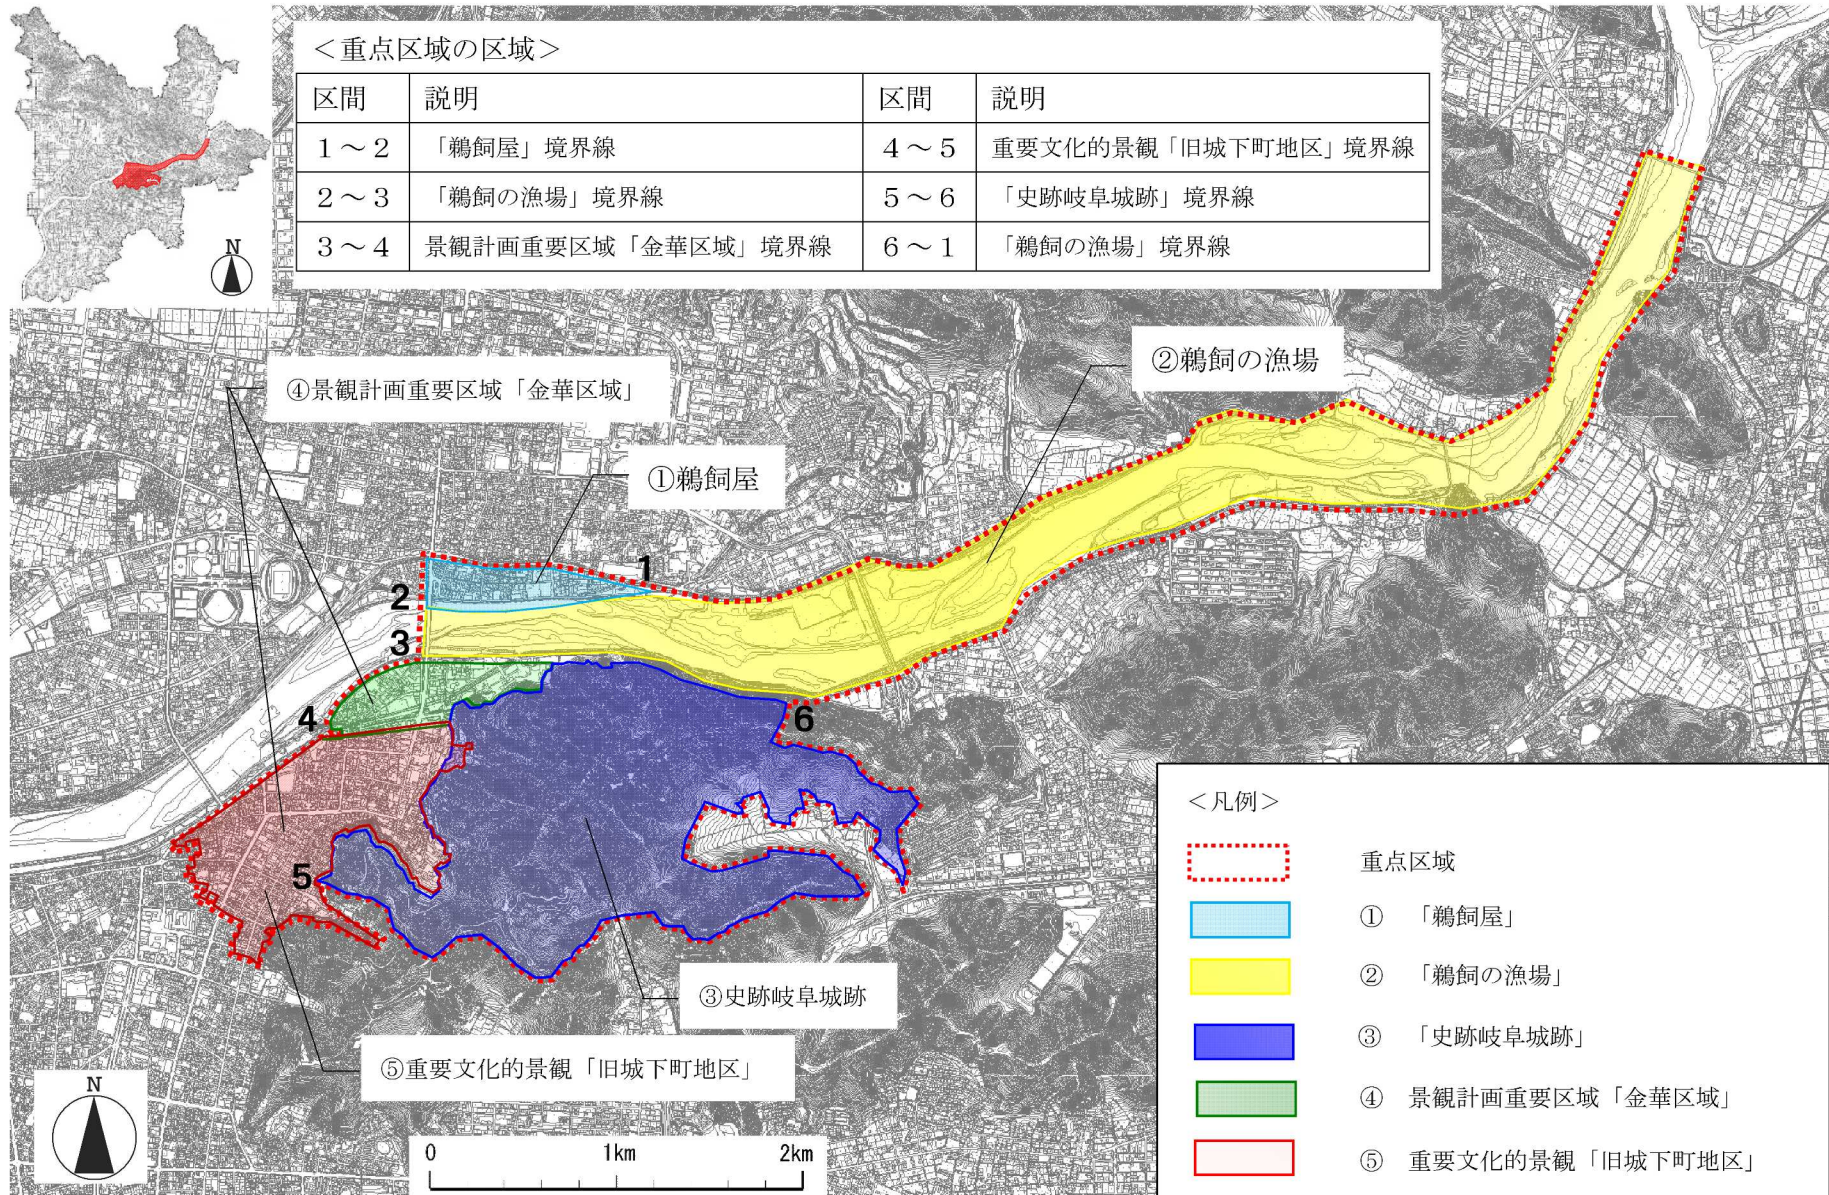 ＜重点区域の区域＞
区間 説明 区間 説明
１～２ 「鵜飼屋」境界線 ４～５ 重要文化的景観「旧城下町地区」境界線
２～３ 「鵜飼の漁場」境界線 ５～６ 「史跡岐阜城跡」境界線
３～４ 景観計画重要区域「金華区域」境界線 ６～１ 「鵜飼の漁場」境界線
N
②鵜飼の漁場
④景観計画重要区域「金華区域」
①鵜飼屋
1
2
3
4
6
5
③史跡岐阜城跡
⑤重要文化的景観「旧城下町地区」
N
0 1km 2km
＜凡例＞
重点区域
① 「鵜飼屋」
② 「鵜飼の漁場」
③ 「史跡岐阜城跡」
④ 景観計画重要区域「金華区域」
⑤ 重要文化的景観「旧城下町地区」